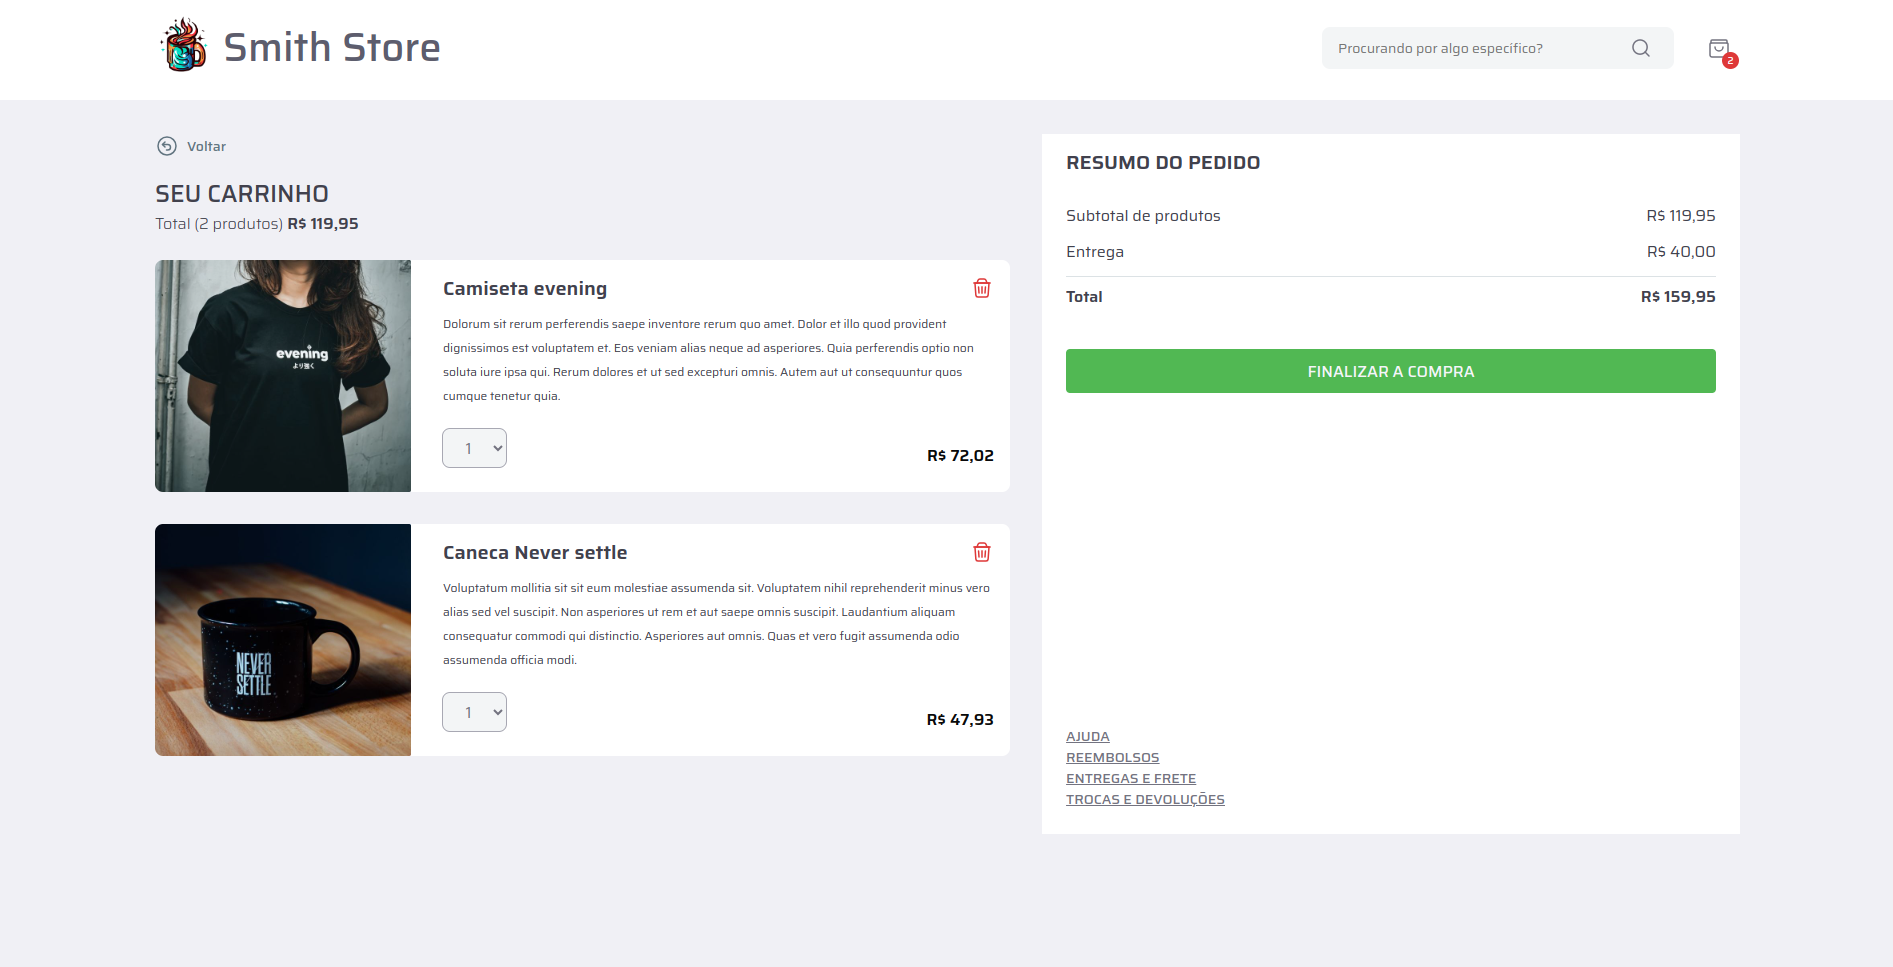 Smith Store
Procurando por algo específico?
2
Voltar
SEU CARRINHO
Total (2 produtos) R$ 119,95
evening
より強く
Camiseta evening
Dolorum sit rerum perferendis saepe inventore rerum quo amet. Dolor et illo quod provident
dignissimos est voluptatem et. Eos veniam alias neque ad asperiores. Quia perferendis optio non
soluta iure ipsa qui. Rerum dolores et ut sed excepturi omnis. Autem aut ut consequuntur quos
cumque tenetur quia.
1
R$ 72,02
NEVER
SETTLE
Caneca Never settle
Voluptatum mollitia sit sit eum molestiae assumenda sit. Voluptatem nihil reprehenderit minus vero
alias sed vel suscipit. Non asperiores ut rem et aut saepe omnis suscipit. Laudantium aliquam
consequatur commodi qui distinctio. Asperiores aut omnis. Quas et vero fugit assumenda odio
assumenda officia modi.
1
R$ 47,93
RESUMO DO PEDIDO
Subtotal de produtos R$ 119,95
Entrega R$ 40,00
Total R$ 159,95
FINALIZAR A COMPRA
AJUDA
REEMBOLSOS
ENTREGAS E FRETE
TROCAS E DEVOLUÇÕES